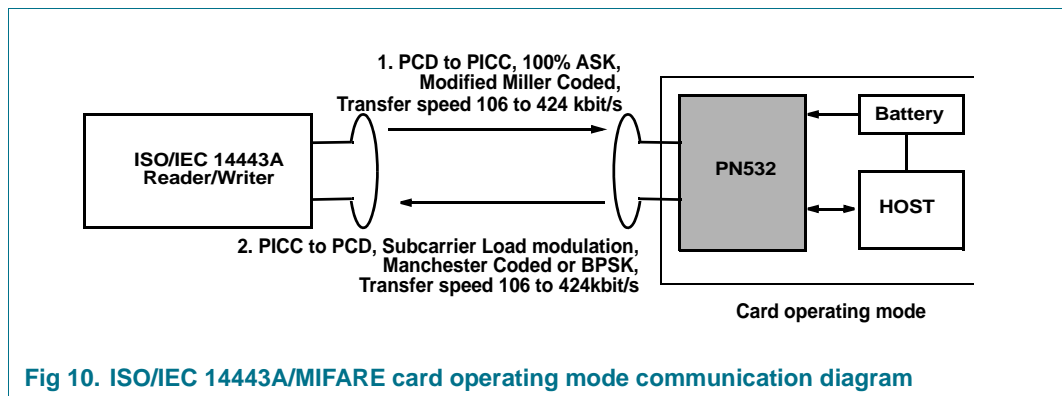 1. PCD to PICC, 100% ASK,
Modified Miller Coded,
Transfer speed 106 to 424 kbit/s
ISO/IEC 14443A
Reader/Writer
PN532
Battery
HOST
2. PICC to PCD, Subcarrier Load modulation,
Manchester Coded or BPSK,
Transfer speed 106 to 424kbit/s
Card operating mode
Fig 10. ISO/IEC 14443A/MIFARE card operating mode communication diagram